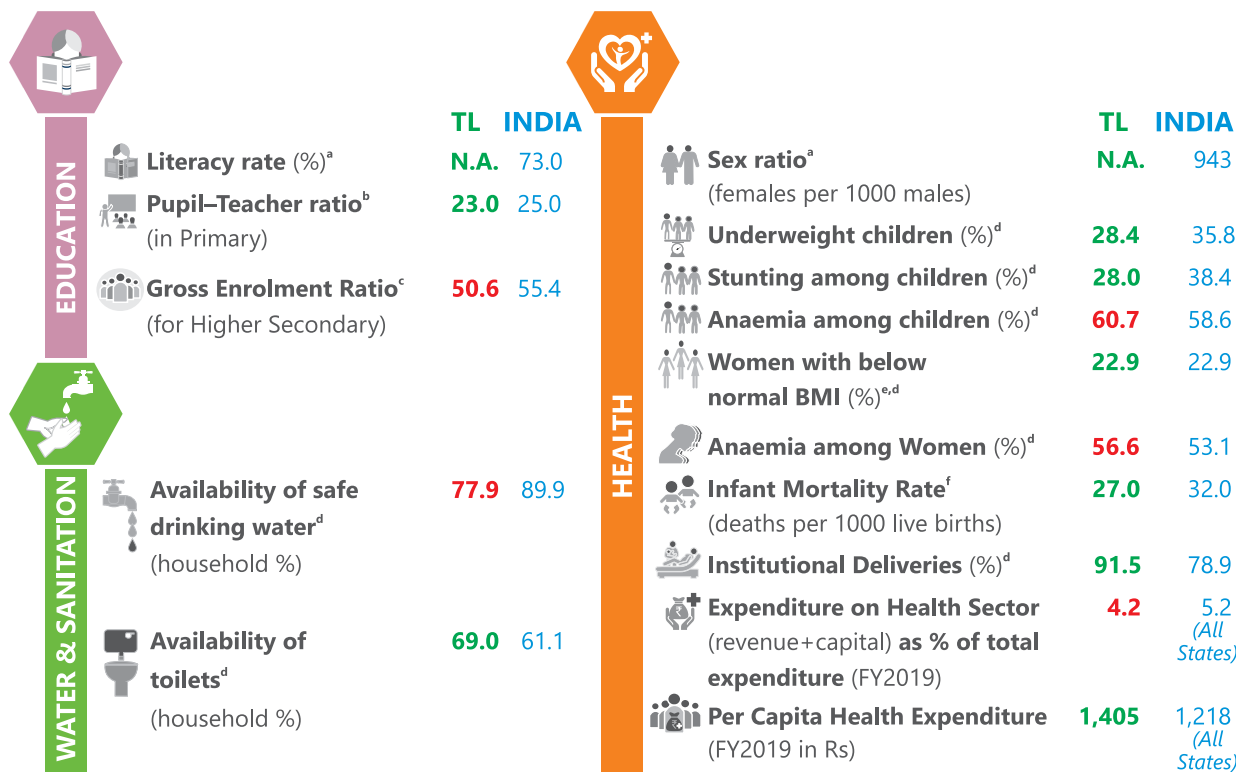 EDUCATION
TL INDIA
Literacy rate (%)ᵃ N.A. 73.0
Pupil–Teacher ratioᵇ 23.0 25.0
(in Primary)
Gross Enrolment Ratioᶜ 50.6 55.4
(for Higher Secondary)
WATER & SANITATION
Availability of safe 77.9 89.9
drinking waterᵈ
(household %)
Availability of 69.0 61.1
toiletsᵈ
(household %)
HEALTH
TL INDIA
Sex ratioᵃ N.A. 943
(females per 1000 males)
Underweight children (%)ᵈ 28.4 35.8
Stunting among children (%)ᵈ 28.0 38.4
Anaemia among children (%)ᵈ 60.7 58.6
Women with below 22.9 22.9
normal BMI (%)ᵉ,ᵈ
Anaemia among Women (%)ᵈ 56.6 53.1
Infant Mortality Rateᶠ 27.0 32.0
(deaths per 1000 live births)
Institutional Deliveries (%)ᵈ 91.5 78.9
Expenditure on Health Sector 4.2 5.2
(revenue+capital) as % of total (All
expenditure (FY2019) States)
Per Capita Health Expenditure 1,405 1,218
(FY2019 in Rs) (All
States)